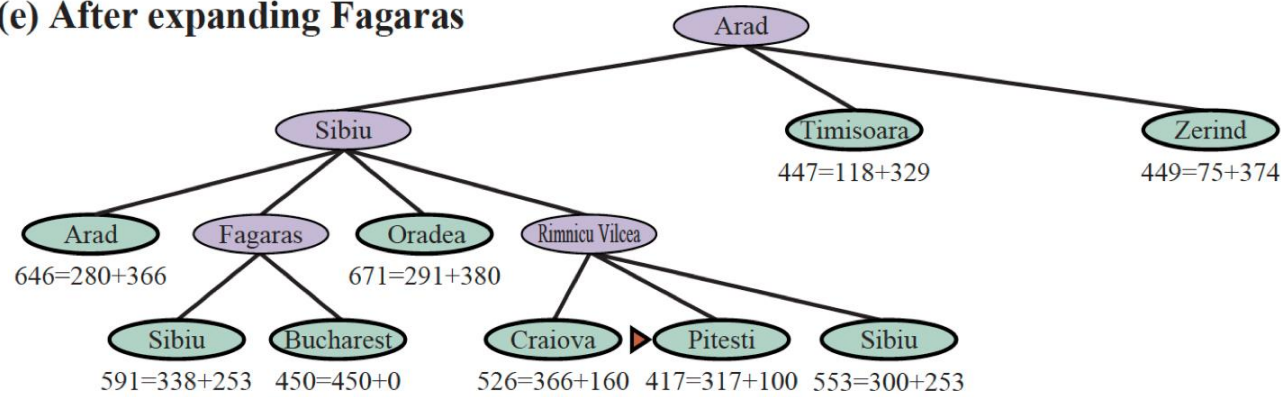 (e) After expanding Fagaras
Arad
Sibiu
Timisoara
Zerind
447=118+329
449=75+374
Arad
Fagaras
Oradea
Rimnicu Vilcea
646=280+366
671=291+380
Sibiu
Bucharest
Craiova
Pitesti
Sibiu
591=338+253
450=450+0
526=366+160
417=317+100
553=300+253